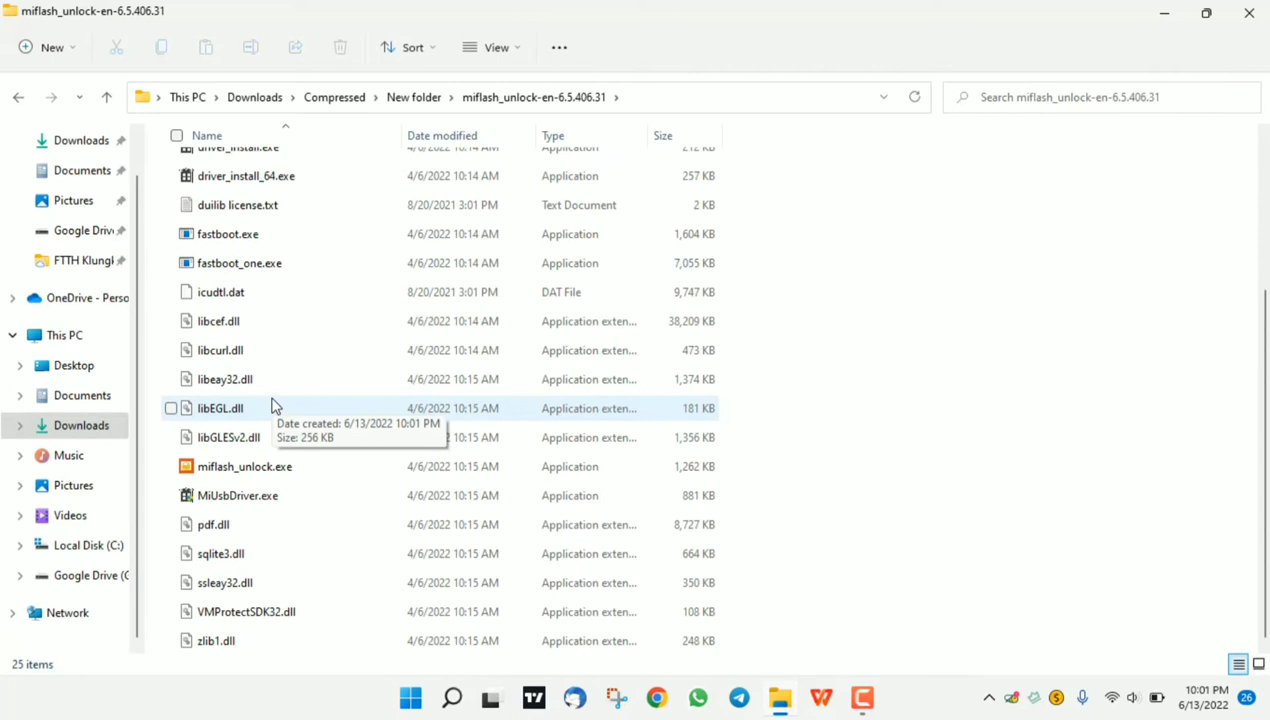 miflash_unlock-en-6.5.406.31
New
Sort
View
This PC
Downloads
Compressed
New folder
miflash_unlock-en-6.5.406.31
Search miflash_unlock-en-6.5.406.31
Name Date modified Type Size
driver_install.exe 4/6/2022 10:14 AM Application 212 KB
driver_install_64.exe 4/6/2022 10:14 AM Application 257 KB
duilib license.txt 8/20/2021 3:01 PM Text Document 2 KB
fastboot.exe 4/6/2022 10:14 AM Application 1,604 KB
fastboot_one.exe 4/6/2022 10:14 AM Application 7,055 KB
icudtl.dat 8/20/2021 3:01 PM DAT File 9,747 KB
libcef.dll 4/6/2022 10:14 AM Application exten... 38,209 KB
libcurl.dll 4/6/2022 10:14 AM Application exten... 473 KB
libeay32.dll 4/6/2022 10:15 AM Application exten... 1,374 KB
libEGL.dll 4/6/2022 10:15 AM Application exten... 181 KB
Date created: 6/13/2022 10:01 PM
Size: 256 KB
libGLESv2.dll 2 10:15 AM Application exten... 1,356 KB
miflash_unlock.exe 4/6/2022 10:15 AM Application 1,262 KB
MiUsbDriver.exe 4/6/2022 10:15 AM Application 881 KB
pdf.dll 4/6/2022 10:15 AM Application exten... 8,727 KB
sqlite3.dll 4/6/2022 10:15 AM Application exten... 664 KB
ssleay32.dll 4/6/2022 10:15 AM Application exten... 350 KB
VMProtectSDK32.dll 4/6/2022 10:15 AM Application exten... 108 KB
zlib1.dll 4/6/2022 10:15 AM Application exten... 248 KB
Downloads
Documents
Pictures
Google Driv
FTTH Klungk
OneDrive - Perso
This PC
Desktop
Documents
Downloads
Music
Pictures
Videos
Local Disk (C:)
Google Drive (G
Network
25 items
10:01 PM
6/13/2022
26